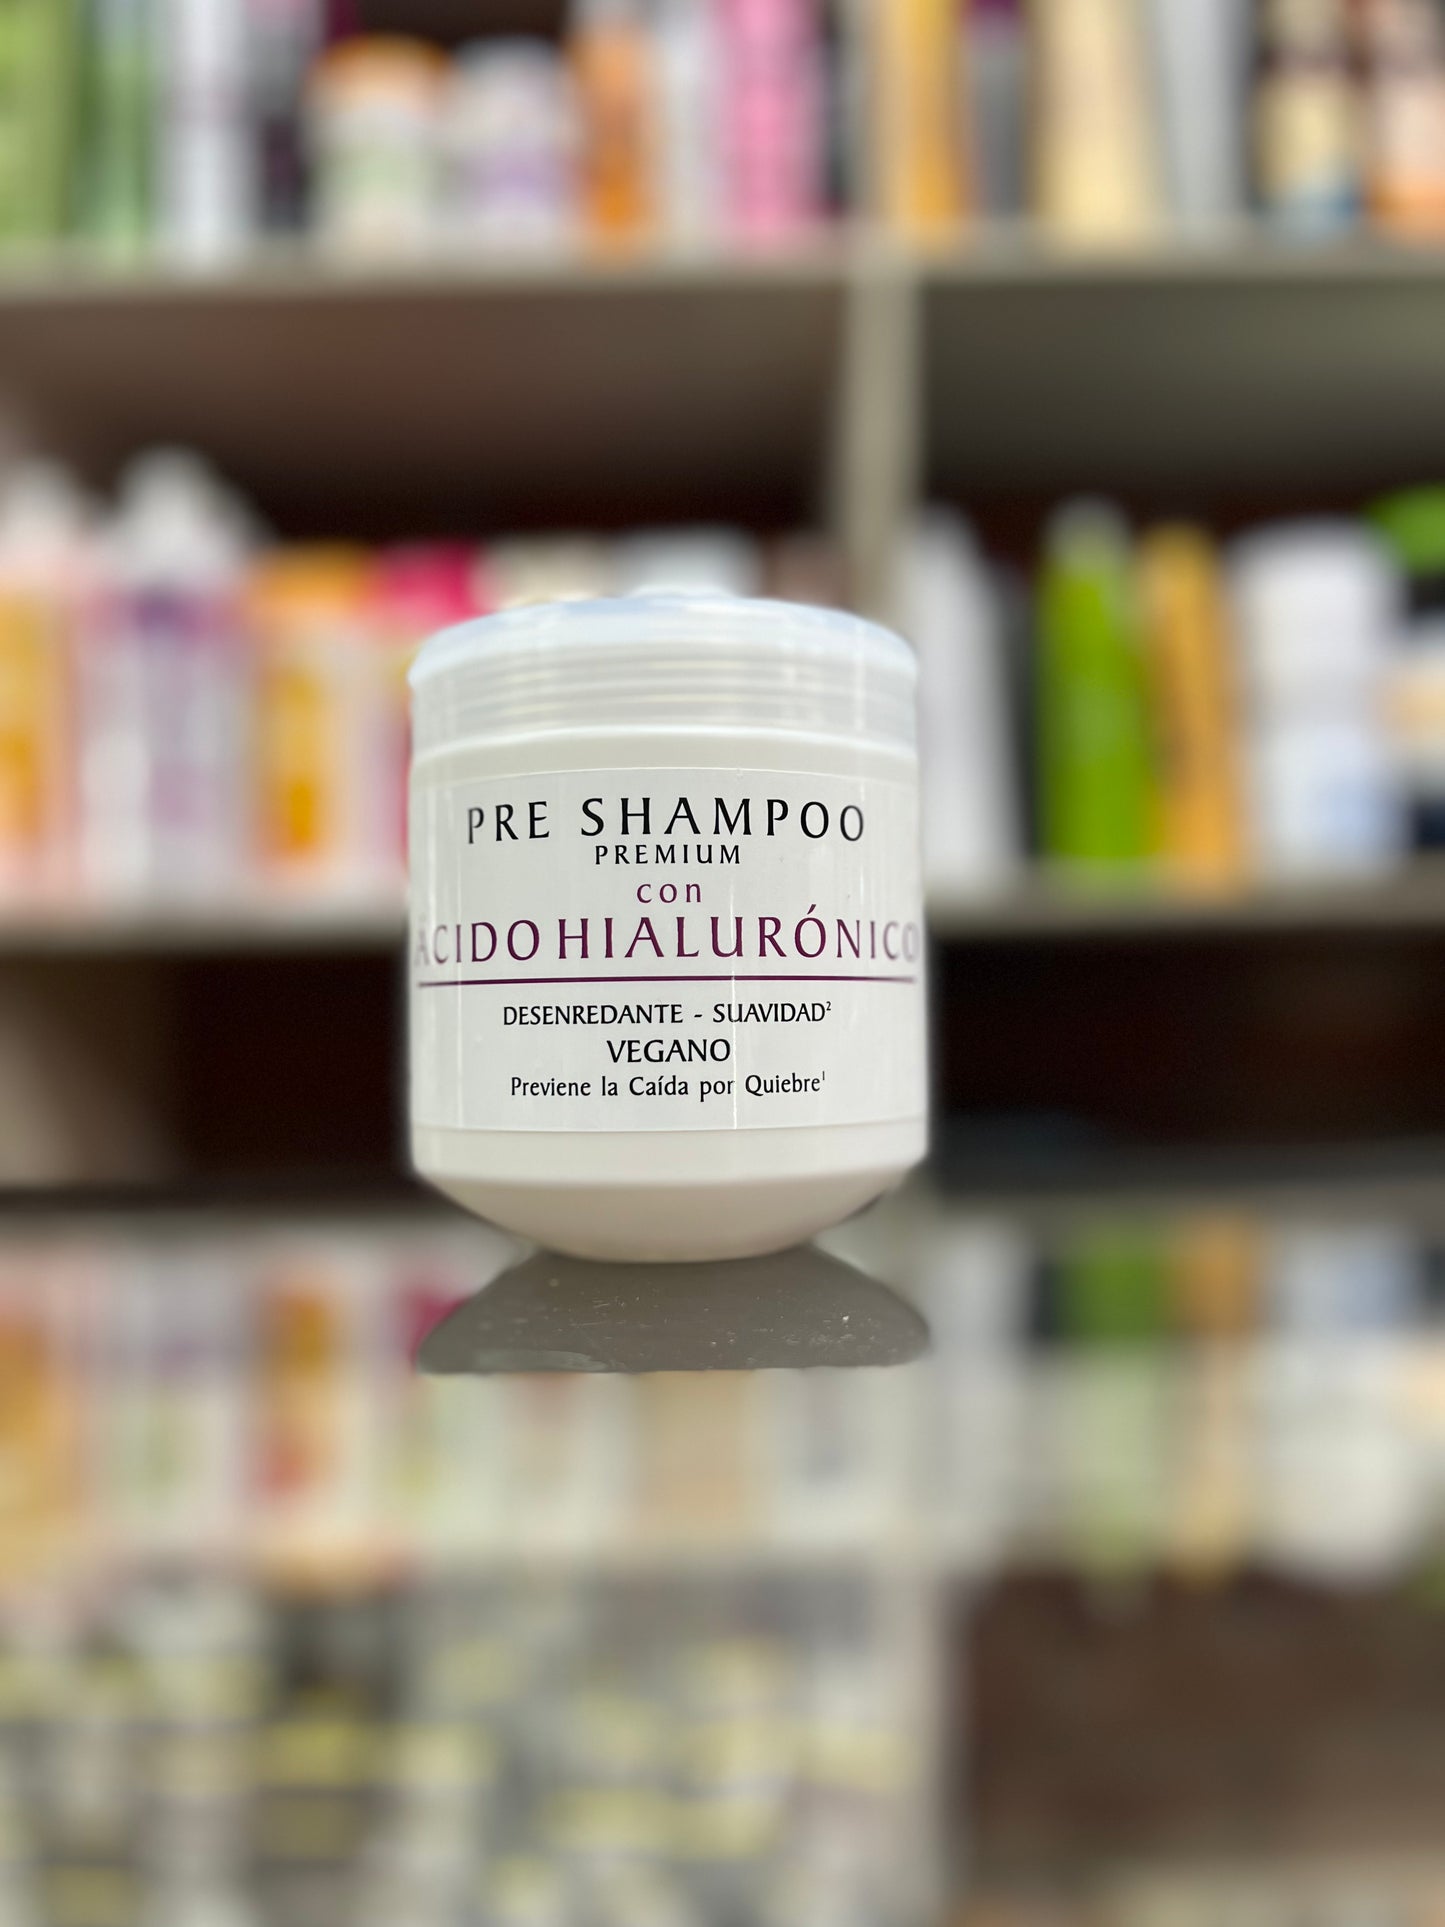 PRE SHAMPOO
PREMIUM
con
ÁCIDO HIALURÓNICO
DESENREDANTE - SUAVIDAD²
VEGANO
Previene la Caída por Quiebre¹